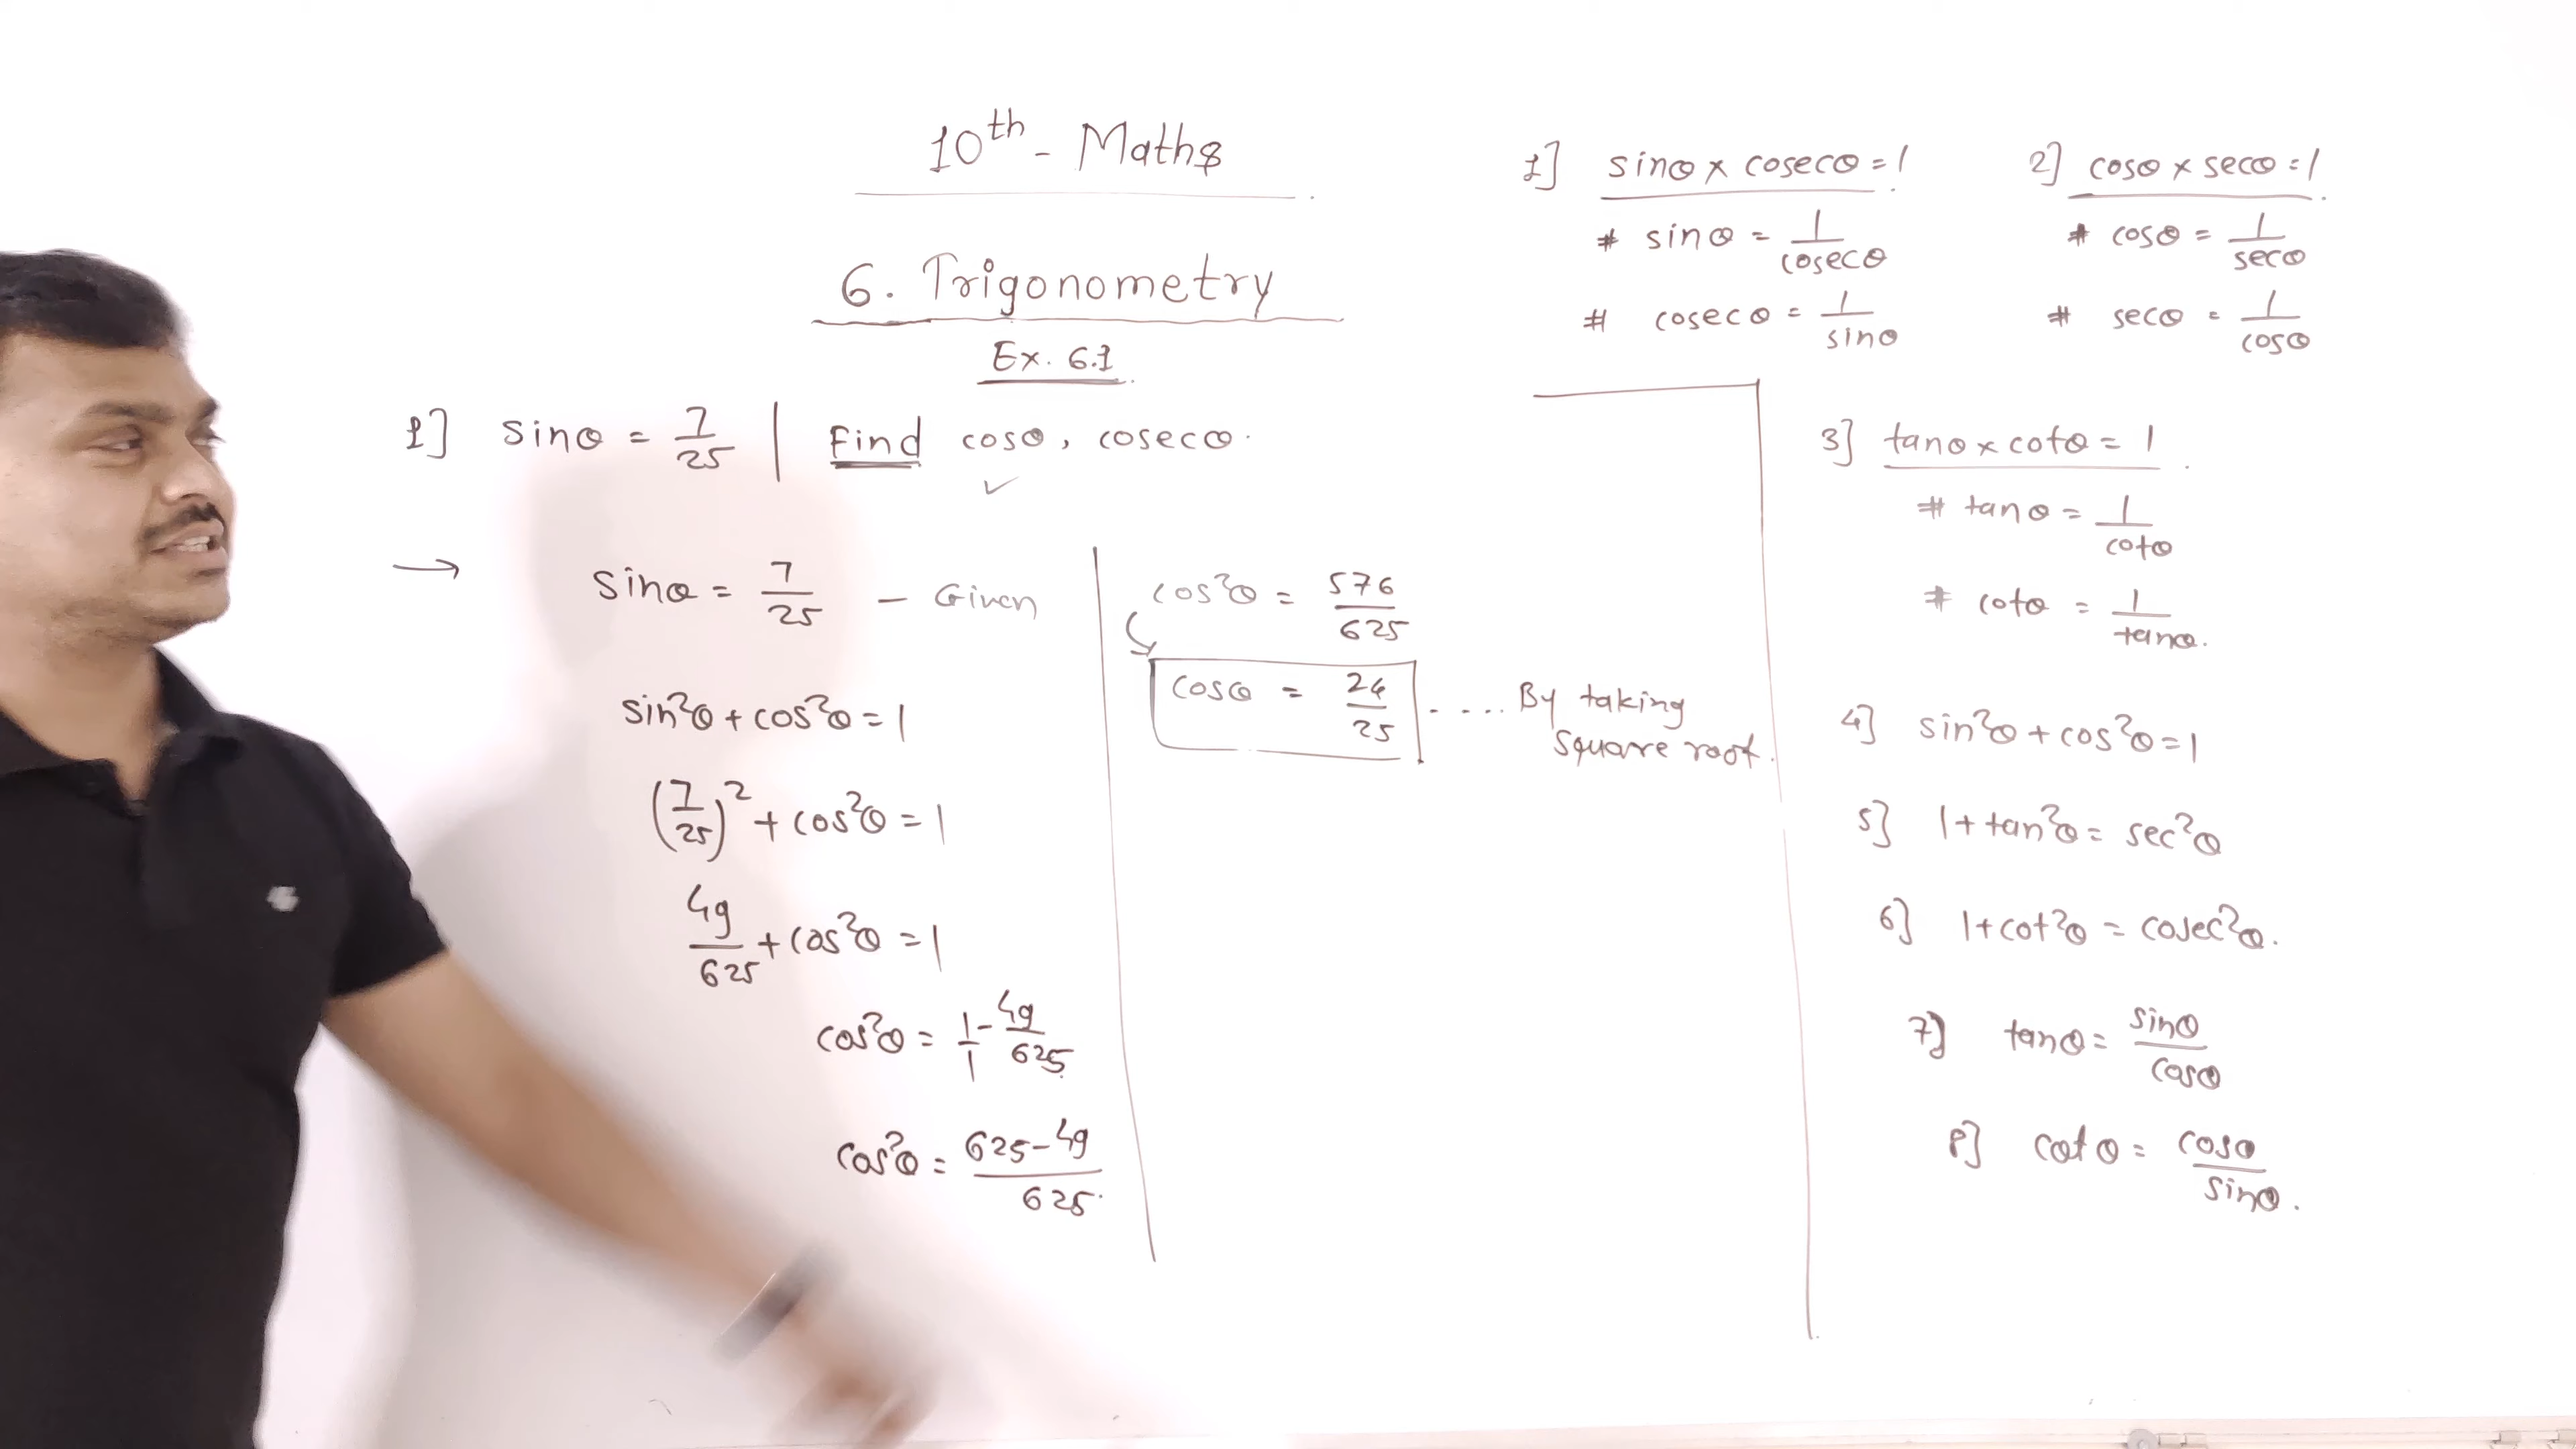 10th - Maths
6. Trigonometry
Ex. 6.1
1] sinθ = 7/25 | Find cosθ, cosecθ.
→ sinθ = 7/25 - Given
sin²θ + cos²θ = 1
(7/25)² + cos²θ = 1
49/625 + cos²θ = 1
cos²θ = 1/1 - 49/625
cos²θ = 625-49/625
cos²θ = 576/625
cosθ = 24/25 ..... By taking
square root.
1] sinθ × cosecθ = 1
# sinθ = 1/cosecθ
# cosecθ = 1/sinθ
2] cosθ × secθ = 1
# cosθ = 1/secθ
# secθ = 1/cosθ
3] tanθ × cotθ = 1
# tanθ = 1/cotθ
# cotθ = 1/tanθ.
4] sin²θ + cos²θ = 1
5] 1 + tan²θ = sec²θ
6] 1 + cot²θ = cosec²θ.
7] tanθ = sinθ/cosθ
8] cotθ = cosθ/sinθ.